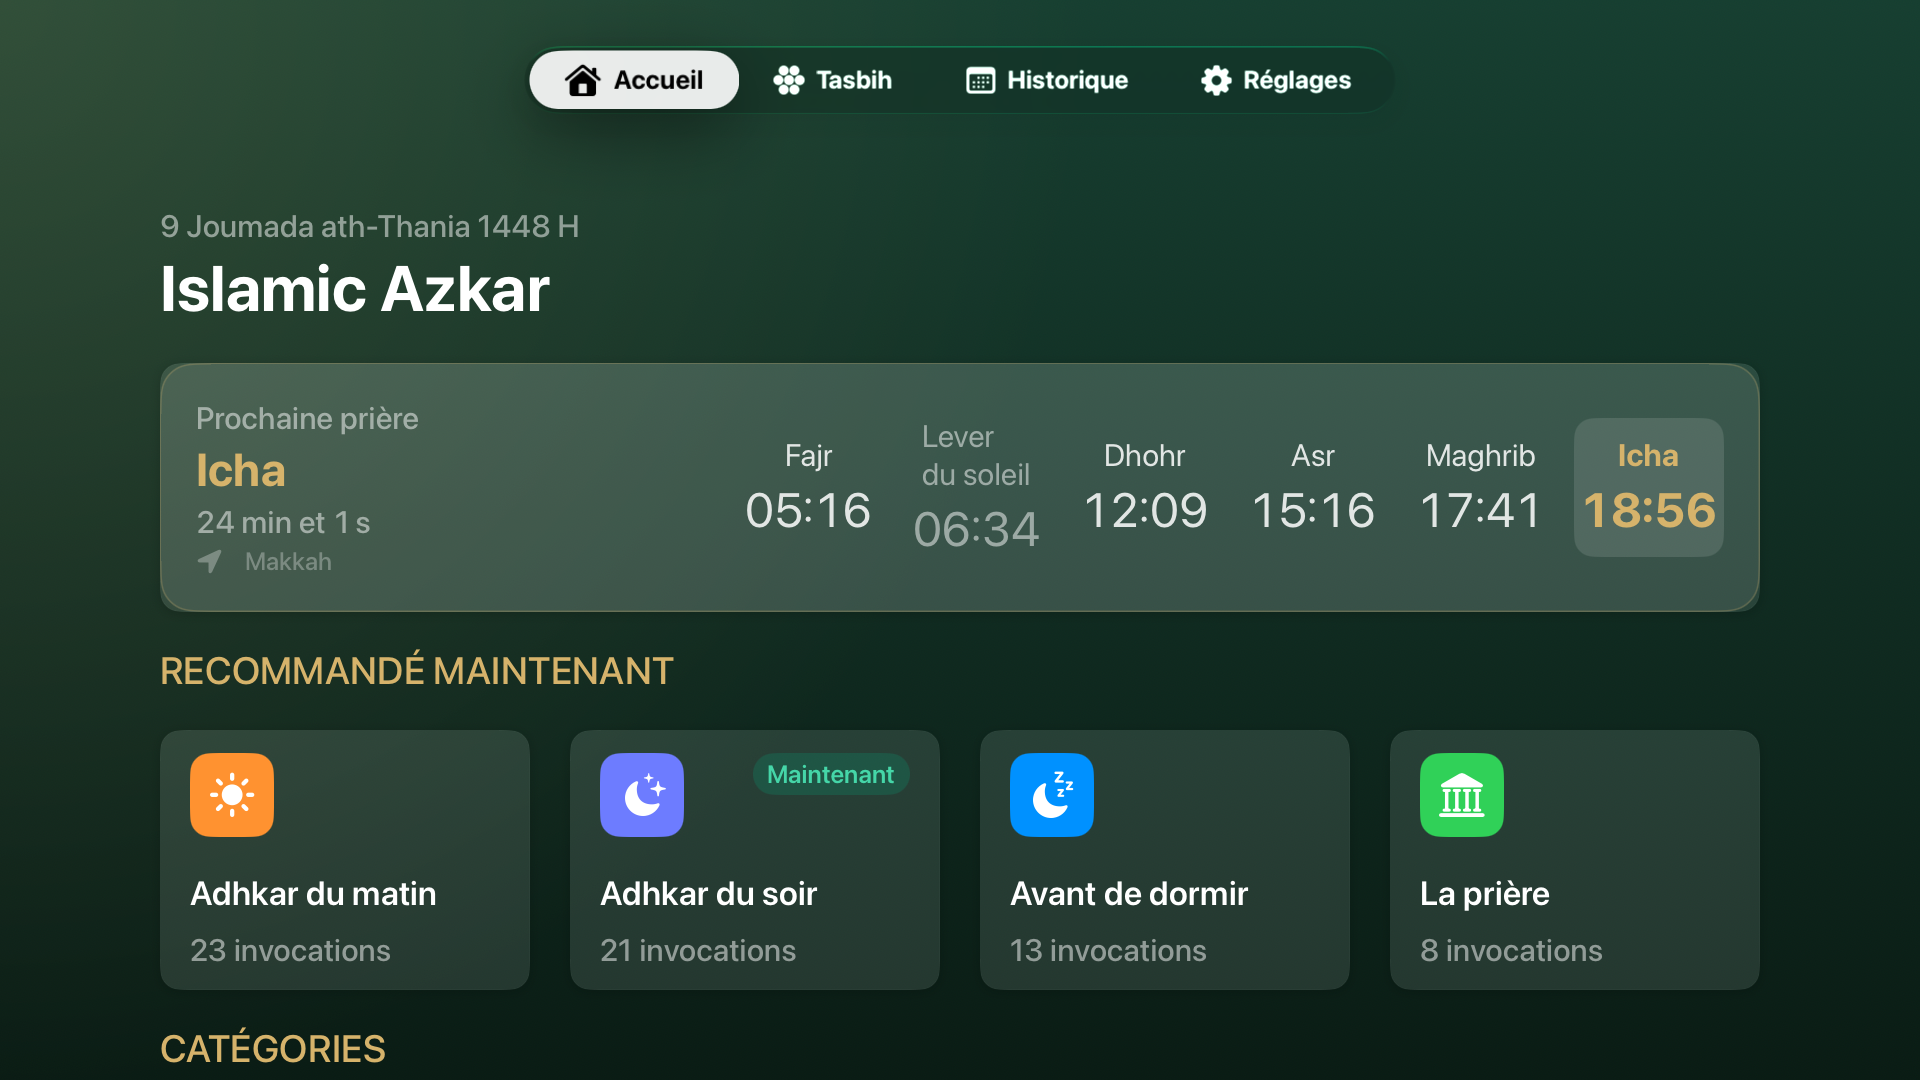 Accueil
Tasbih
Historique
Réglages
9 Joumada ath-Thania 1448 H
Islamic Azkar
Prochaine prière
Icha
24 min et 1 s
Makkah
Fajr
05:16
Lever
du soleil
06:34
Dhohr
12:09
Asr
15:16
Maghrib
17:41
Icha
18:56
RECOMMANDÉ MAINTENANT
Adhkar du matin
23 invocations
Maintenant
Adhkar du soir
21 invocations
Avant de dormir
13 invocations
La prière
8 invocations
CATÉGORIES